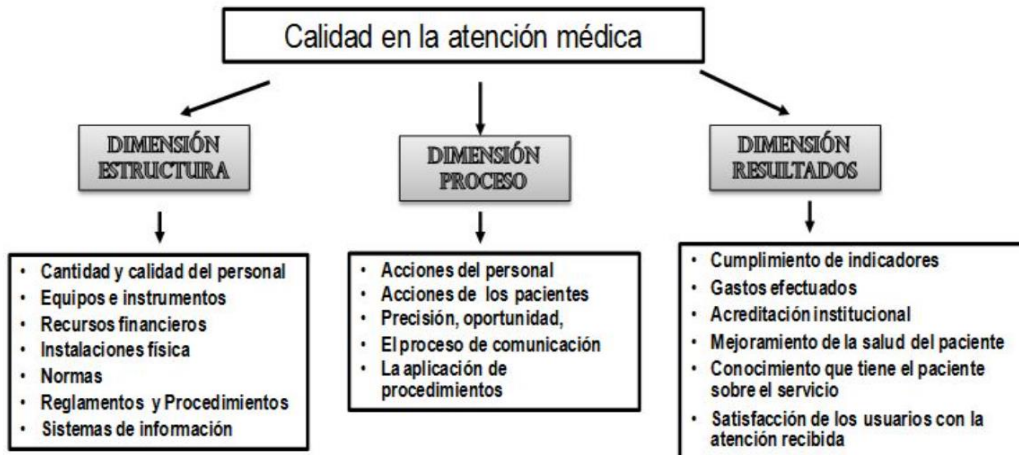 Calidad en la atención médica
DIMENSIÓN
ESTRUCTURA
DIMENSIÓN
PROCESO
DIMENSIÓN
RESULTADOS
• Cantidad y calidad del personal
• Equipos e instrumentos
• Recursos financieros
• Instalaciones física
• Normas
• Reglamentos y Procedimientos
• Sistemas de información
• Acciones del personal
• Acciones de los pacientes
• Precisión, oportunidad,
• El proceso de comunicación
• La aplicación de
procedimientos
• Cumplimiento de indicadores
• Gastos efectuados
• Acreditación institucional
• Mejoramiento de la salud del paciente
• Conocimiento que tiene el paciente
sobre el servicio
• Satisfacción de los usuarios con la
atención recibida